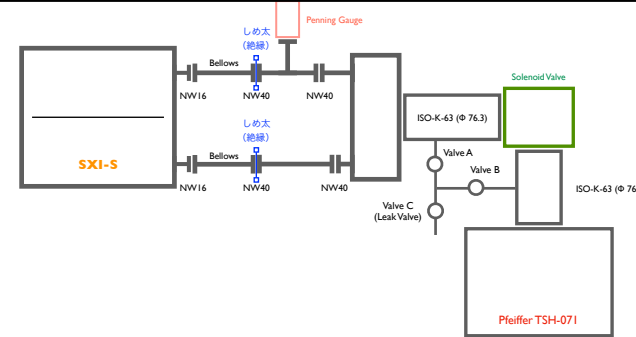 Penning Gauge
しめ太
(絶縁)
Bellows
NW16
NW40
NW40
Solenoid Valve
ISO-K-63 (Φ 76.3)
しめ太
(絶縁)
SXI-S
Bellows
NW16
NW40
NW40
Valve A
Valve B
Valve C
(Leak Valve)
ISO-K-63 (Φ 76
Pfeiffer TSH-071